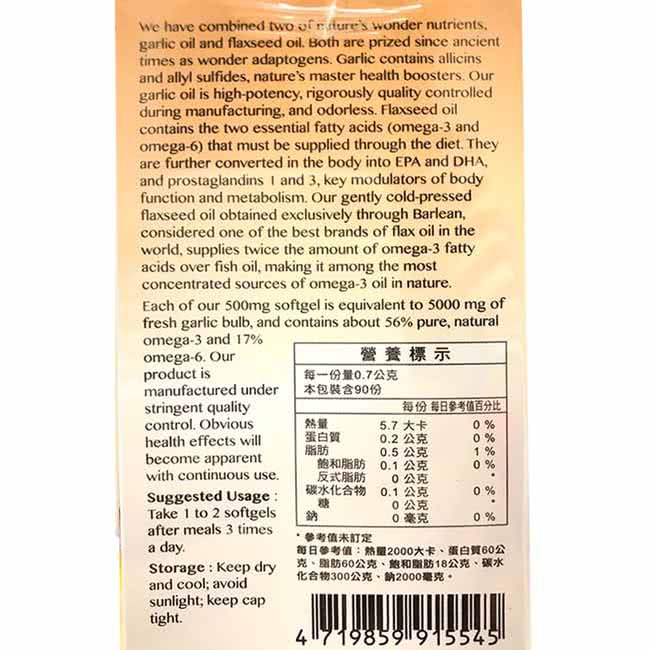 We have combined two of nature's wonder nutrients,
garlic oil and flaxseed oil. Both are prized since ancient
times as wonder adaptogens. Garlic contains allicins
and allyl sulfides, nature's master health boosters. Our
garlic oil is high-potency, rigorously quality controlled
during manufacturing, and odorless. Flaxseed oil
contains the two essential fatty acids (omega-3 and
omega-6) that must be supplied through the diet. They
are further converted in the body into EPA and DHA,
and prostaglandins 1 and 3, key modulators of body
function and metabolism. Our gently cold-pressed
flaxseed oil obtained exclusively through Barlean,
considered one of the best brands of flax oil in the
world, supplies twice the amount of omega-3 fatty
acids over fish oil, making it among the most
concentrated sources of omega-3 oil in nature.
Each of our 500mg softgel is equivalent to 5000 mg of
fresh garlic bulb, and contains about 56% pure, natural
omega-3 and 17%
omega-6. Our
product is
manufactured under
stringent quality
control. Obvious
health effects will
become apparent
with continuous use.
Suggested Usage :
Take 1 to 2 softgels
after meals 3 times
a day.
Storage : Keep dry
and cool; avoid
sunlight; keep cap
tight.
營養標示
每一份量0.7公克
本包裝含90份
每份 每日參考值百分比
熱量 5.7 大卡 0 %
蛋白質 0.2 公克 0 %
脂肪 0.5 公克 1 %
飽和脂肪 0.1 公克 0 %
反式脂肪 0 公克 *
碳水化合物 0.1 公克 0 %
糖 0 公克 *
鈉 0 毫克 0 %
* 參考值未訂定
每日參考值：熱量2000大卡、蛋白質60公
克、脂肪60公克、飽和脂肪18公克、碳水
化合物300公克、鈉2000毫克。
4 719859 915545